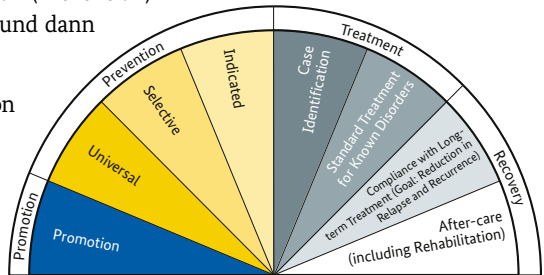 und dann
Promotion
Prevention
Treatment
Recovery
Promotion
Universal
Selective
Indicated
Case
Identification
Standard Treatment
for Known Disorders
Compliance with Long-
term Treatment (Goal: Reduction in
Relapse and Recurrence)
After-care
(including Rehabilitation)